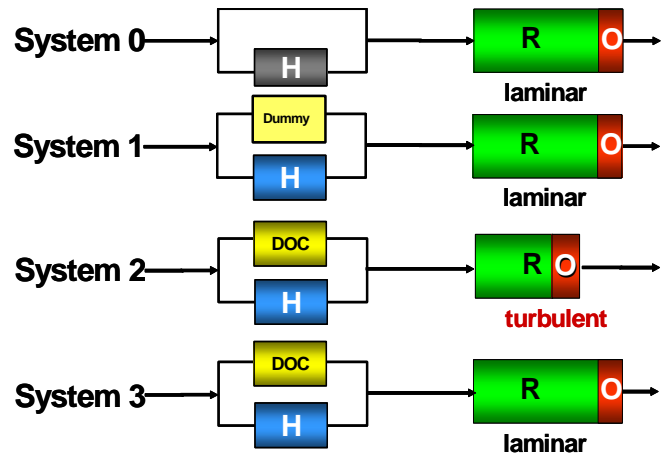 System 0
H
R O
laminar
System 1
Dummy
H
R O
laminar
System 2
DOC
H
R O
turbulent
System 3
DOC
H
R O
laminar